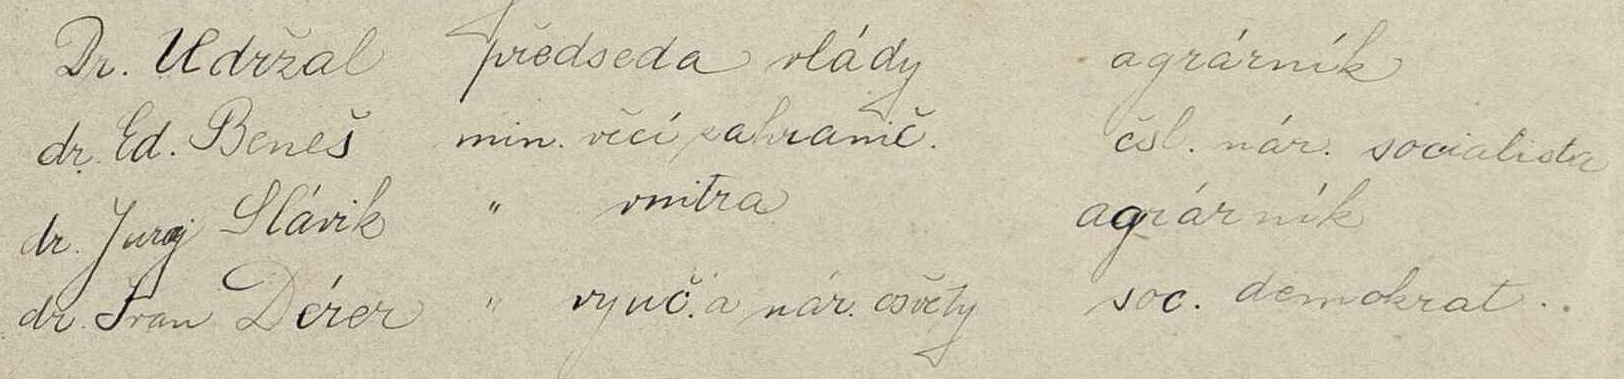 Dr. Udržal předseda vlády agrárník
dr. Ed. Beneš min. věcí zahranič. čsl. nár. socialista
dr. Juraj Slávik " vnitra agrárník
dr. Ivan Dérer " vyuč. a nár. osvěty soc. demokrat..